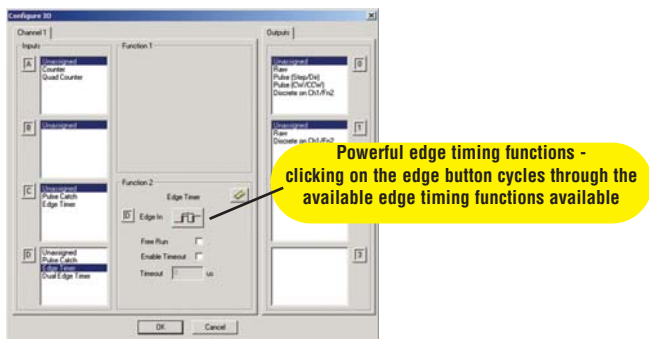 Configure IO
Channel 1
Outputs
Inputs
Function 1
A
Unassigned
Counter
Quad Counter
Unassigned
Raw
Pulse (Step/Dir)
Pulse (CW/CCW)
Discrete on Ch1/Fn2
0
B
Unassigned
Unassigned
Raw
Discrete on Ch1/Fn2
1
Powerful edge timing functions -
clicking on the edge button cycles through the
available edge timing functions available
C
Unassigned
Pulse Catch
Edge Timer
Function 2
Edge Timer
D
Edge In
Free Run
Enable Timeout
Timeout
0
us
D
Unassigned
Pulse Catch
Edge Timer
Dual Edge Timer
3
OK
Cancel